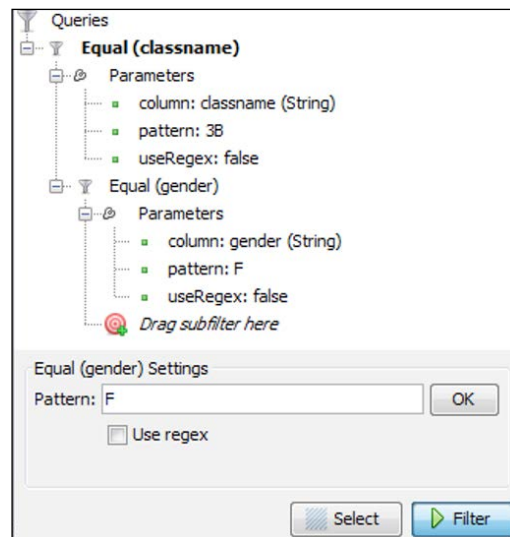 Queries
Equal (classname)
Parameters
column: classname (String)
pattern: 3B
useRegex: false
Equal (gender)
Parameters
column: gender (String)
pattern: F
useRegex: false
Drag subfilter here
Equal (gender) Settings
Pattern: F OK
Use regex
Select Filter